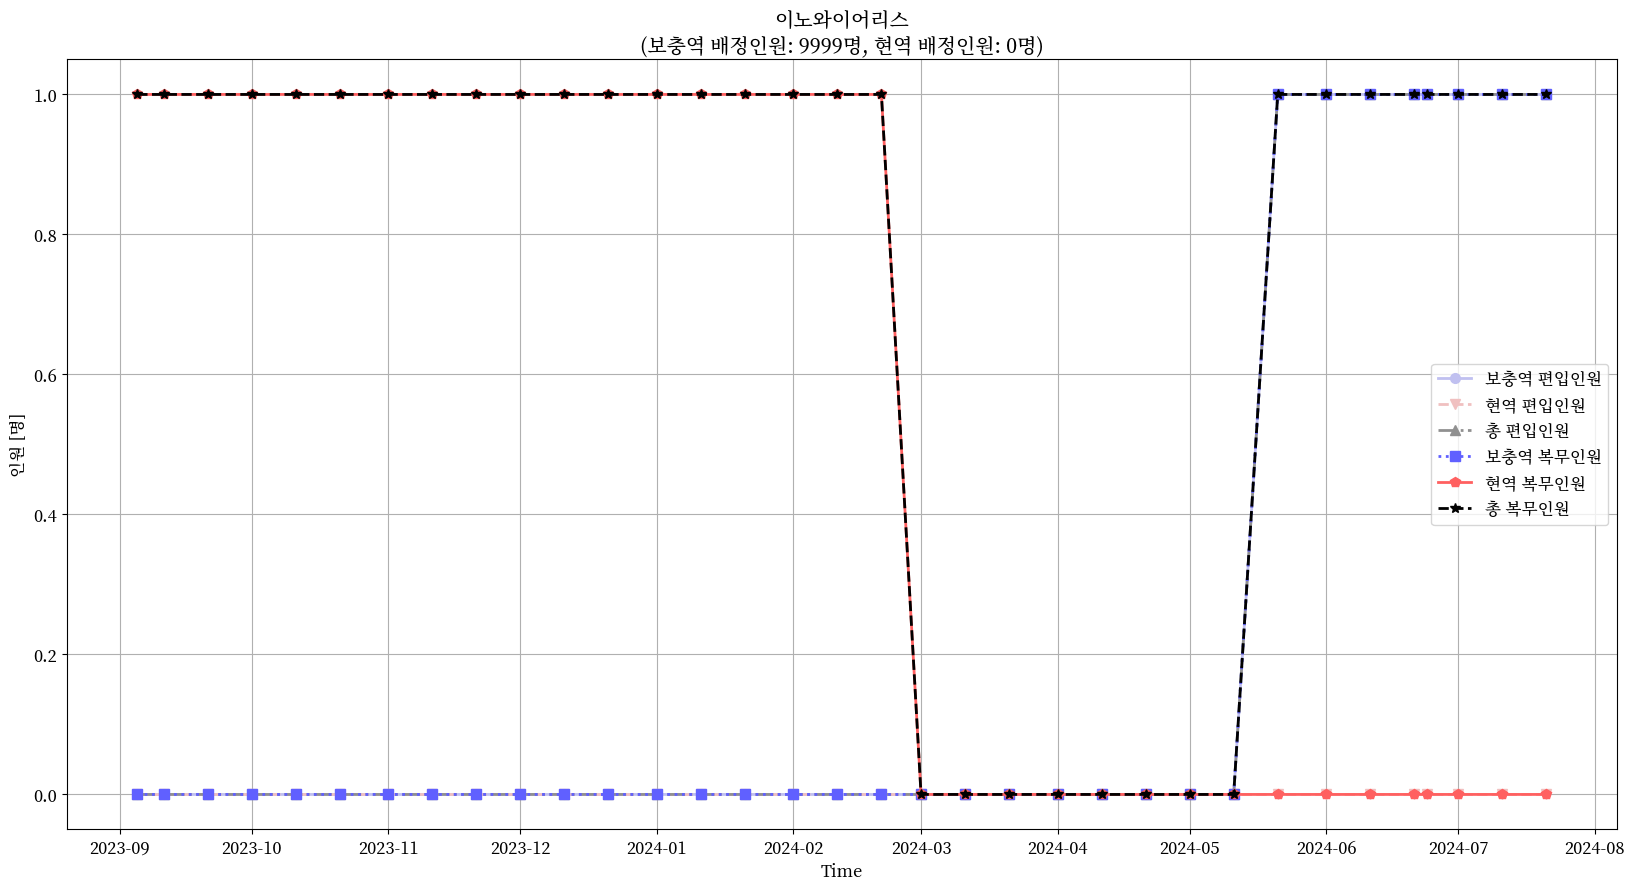 이노와이어리스
(보충역 배정인원: 9999명, 현역 배정인원: 0명)
인원 [명]
1.0
0.8
0.6
0.4
0.2
0.0
보충역 편입인원
현역 편입인원
총 편입인원
보충역 복무인원
현역 복무인원
총 복무인원
2023-09
2023-10
2023-11
2023-12
2024-01
2024-02
2024-03
2024-04
2024-05
2024-06
2024-07
2024-08
Time